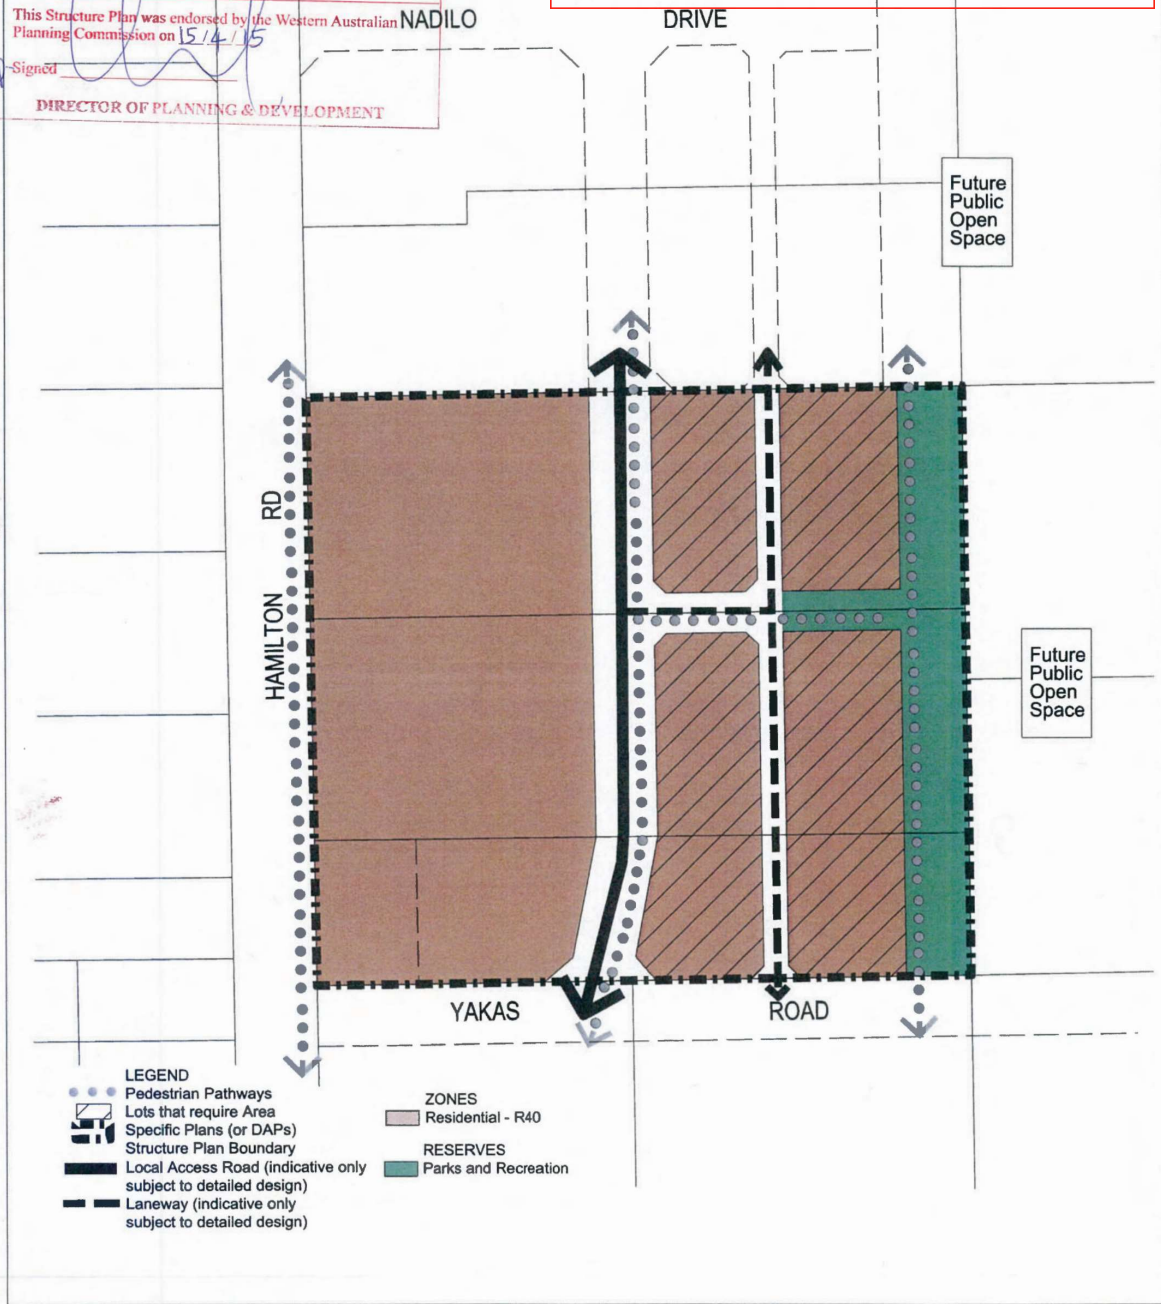 This Structure Plan was endorsed by the Western Australian
Planning Commission on 15/4/15
Signed
DIRECTOR OF PLANNING & DEVELOPMENT
NADILO DRIVE
Future
Public
Open
Space
HAMILTON RD
Future
Public
Open
Space
YAKAS ROAD
LEGEND
Pedestrian Pathways
Lots that require Area
Specific Plans (or DAPs)
Structure Plan Boundary
Local Access Road (indicative only
subject to detailed design)
Laneway (indicative only
subject to detailed design)
ZONES
Residential - R40
RESERVES
Parks and Recreation